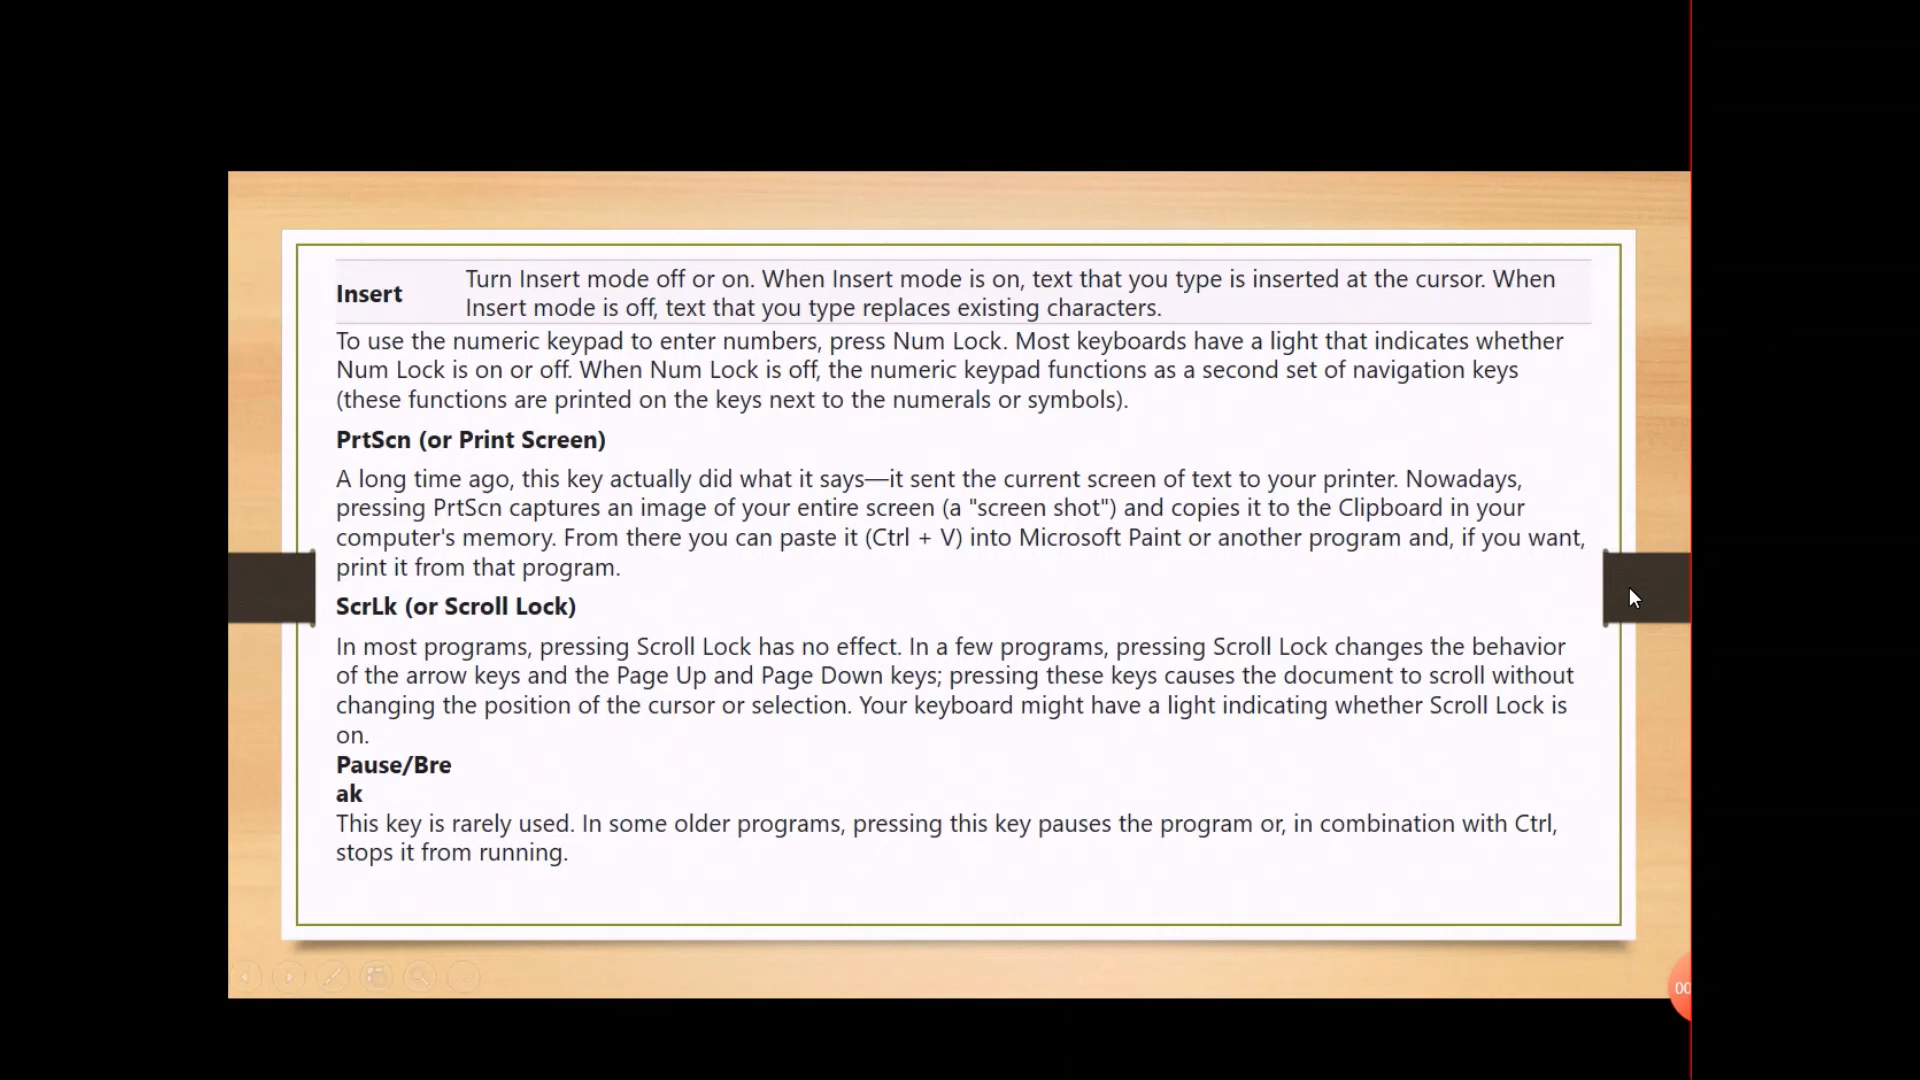 Insert
Turn Insert mode off or on. When Insert mode is on, text that you type is inserted at the cursor. When
Insert mode is off, text that you type replaces existing characters.
To use the numeric keypad to enter numbers, press Num Lock. Most keyboards have a light that indicates whether
Num Lock is on or off. When Num Lock is off, the numeric keypad functions as a second set of navigation keys
(these functions are printed on the keys next to the numerals or symbols).
PrtScn (or Print Screen)
A long time ago, this key actually did what it says—it sent the current screen of text to your printer. Nowadays,
pressing PrtScn captures an image of your entire screen (a "screen shot") and copies it to the Clipboard in your
computer's memory. From there you can paste it (Ctrl + V) into Microsoft Paint or another program and, if you want,
print it from that program.
ScrLk (or Scroll Lock)
In most programs, pressing Scroll Lock has no effect. In a few programs, pressing Scroll Lock changes the behavior
of the arrow keys and the Page Up and Page Down keys; pressing these keys causes the document to scroll without
changing the position of the cursor or selection. Your keyboard might have a light indicating whether Scroll Lock is
on.
Pause/Bre
ak
This key is rarely used. In some older programs, pressing this key pauses the program or, in combination with Ctrl,
stops it from running.
00